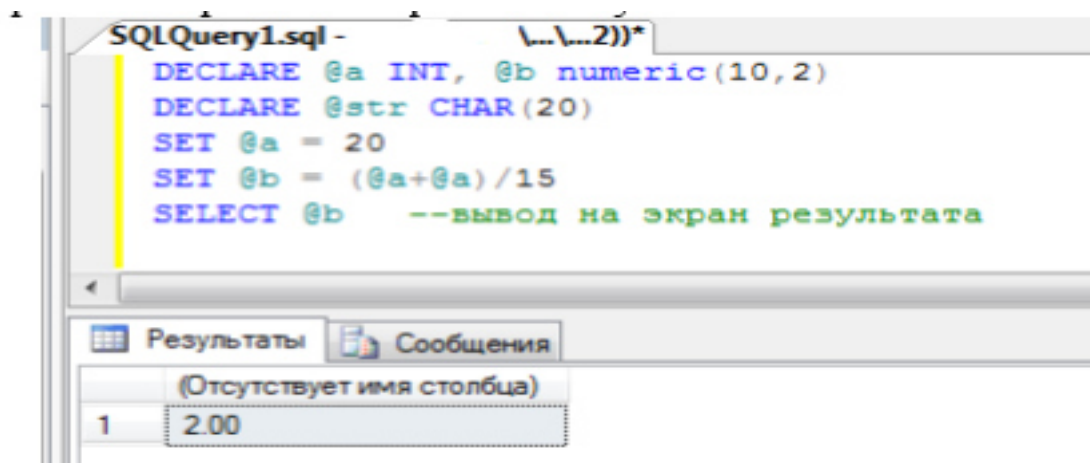 SQLQuery1.sql - \...\...2))*
DECLARE @a INT, @b numeric(10,2)
DECLARE @str CHAR(20)
SET @a = 20
SET @b = (@a+@a)/15
SELECT @b --вывод на экран результата
Результаты Сообщения
(Отсутствует имя столбца)
1 2.00